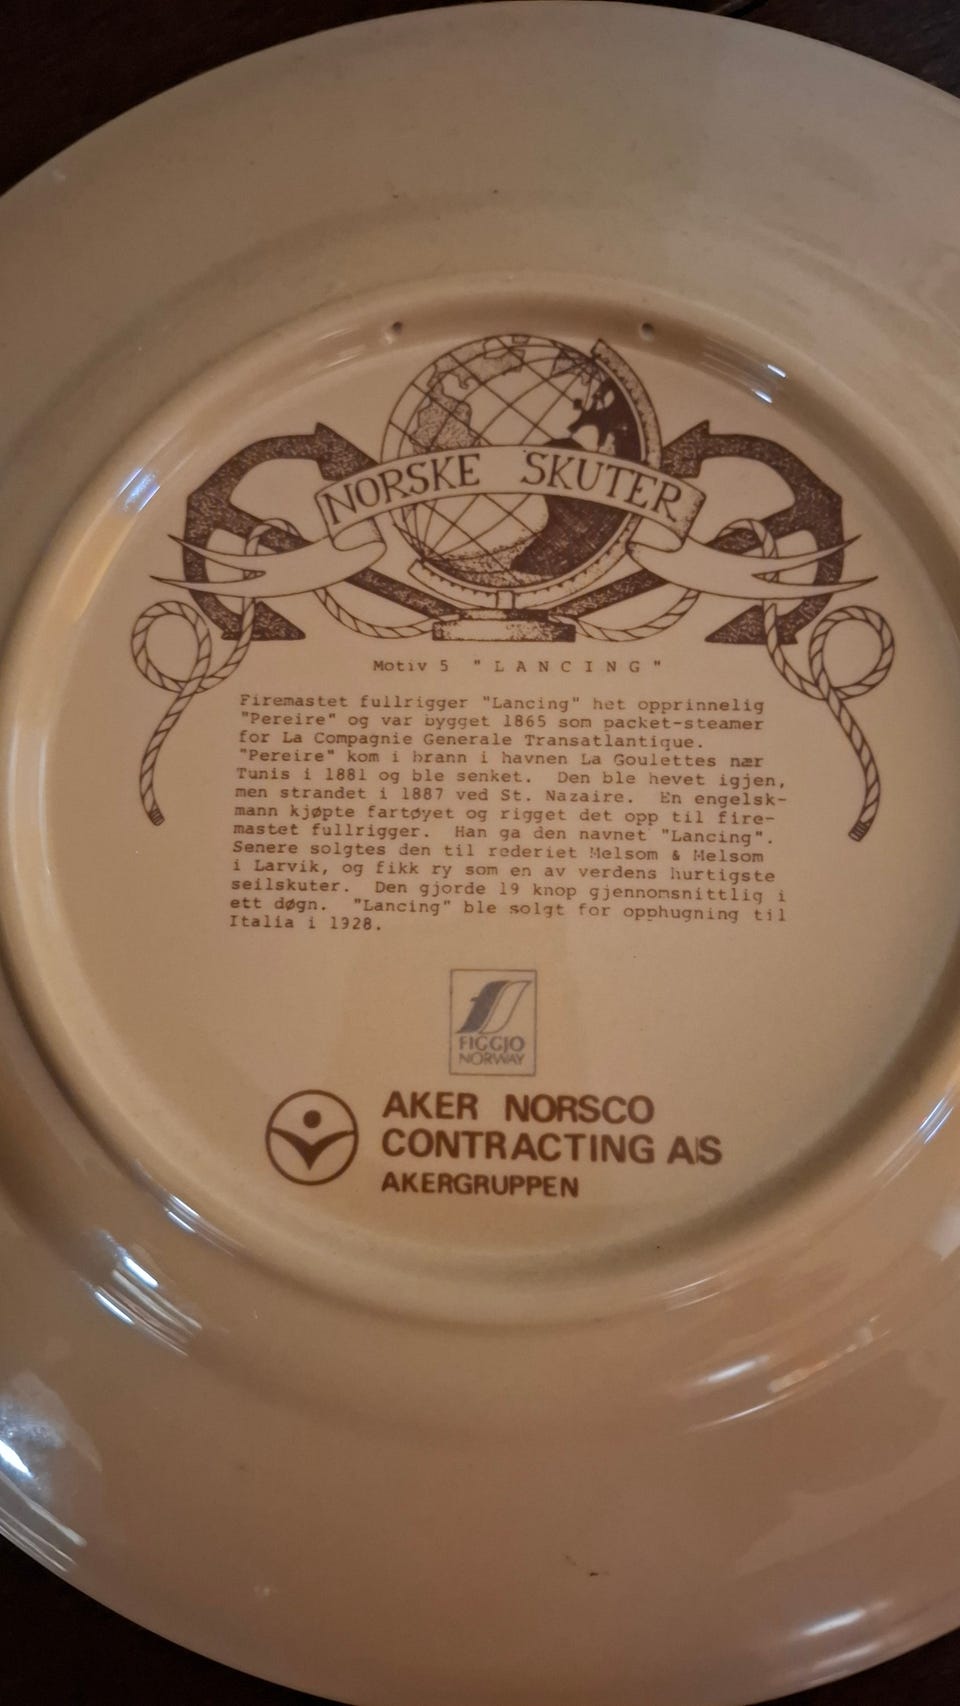 NORSKE SKUTER
Motiv 5 "LANCING"
Firemastet fullrigger "Lancing" het opprinnelig
"Pereire" og var bygget 1865 som packet-steamer
for La Compagnie Generale Transatlantique.
"Pereire" kom i brann i havnen La Goulettes nær
Tunis i 1881 og ble senket. Den ble hevet igjen,
men strandet i 1887 ved St. Nazaire. En engelsk-
mann kjøpte fartøyet og rigget det opp til fire-
mastet fullrigger. Han ga den navnet "Lancing".
Senere solgtes den til rederiet Melsom & Melsom
i Larvik, og fikk ry som en av verdens hurtigste
seilskuter. Den gjorde 19 knop gjennomsnittlig i
ett døgn. "Lancing" ble solgt for opphugning til
Italia i 1928.
FIGGJO
NORWAY
AKER NORSCO
CONTRACTING A/S
AKERGRUPPEN